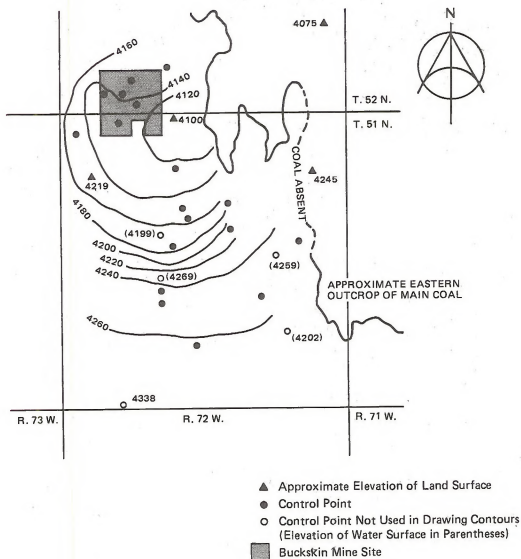 4075
N
4160
4140
4120
T. 52 N.
4100
T. 51 N.
COAL ABSENT
4219
4245
4180
(4199)
4200
4220
4240
(4269)
(4259)
APPROXIMATE EASTERN
OUTCROP OF MAIN COAL
4260
(4202)
4338
R. 73 W.
R. 72 W.
R. 71 W.
Approximate Elevation of Land Surface
Control Point
Control Point Not Used in Drawing Contours
(Elevation of Water Surface in Parentheses)
Buckskin Mine Site